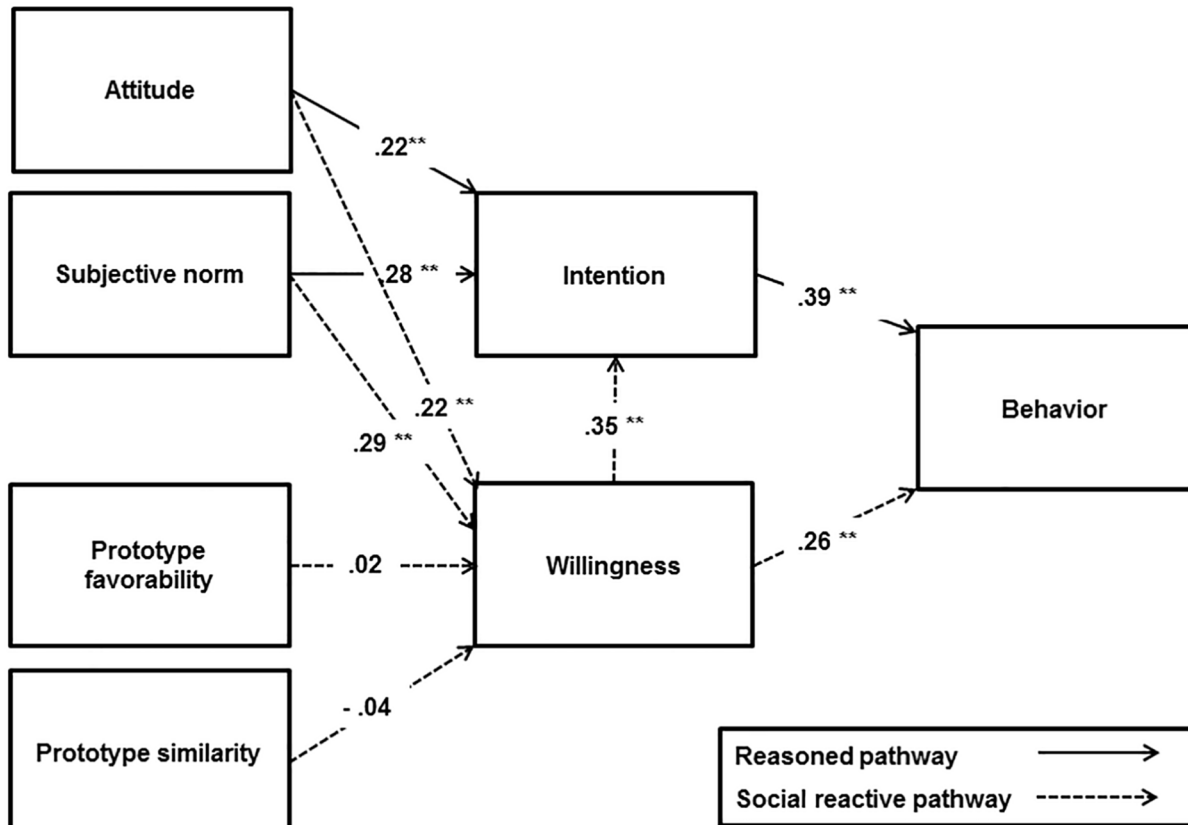 Attitude
.22**
Subjective norm
.28 **
Intention
.39 **
Behavior
.22 **
.29 **
.35 **
Prototype
favorability
.02
Willingness
.26 **
Prototype similarity
- .04
Reasoned pathway
Social reactive pathway